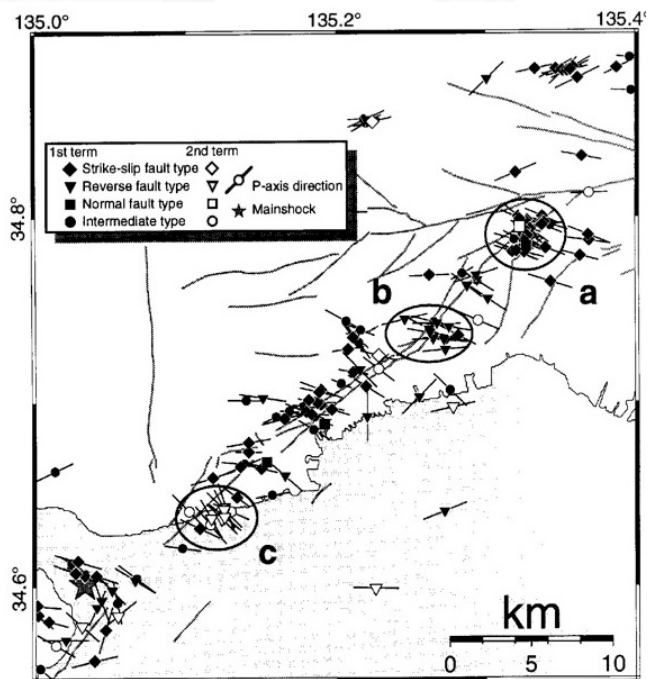 135.0° 135.2° 135.4°
1st term 2nd term
Strike-slip fault type
Reverse fault type P-axis direction
Normal fault type Mainshock
Intermediate type
34.8°
b
a
c
34.6°
km
0 5 10